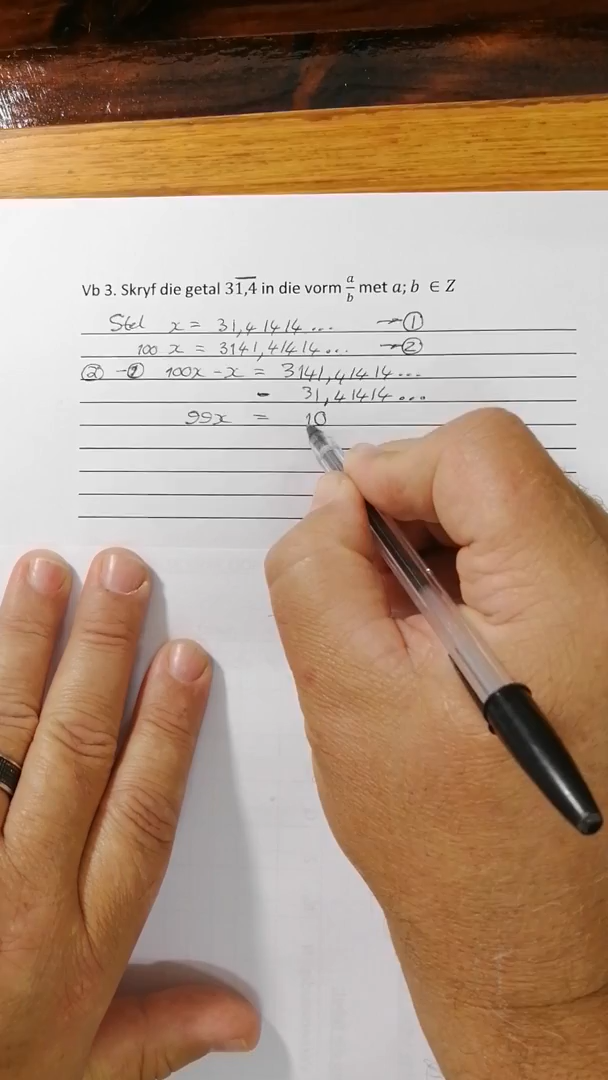 Vb 3. Skryf die getal 31̅,4̅ in die vorm a/b met a; b ∈ Z
Stel x = 31,41414... → ①
100 x = 3141,41414... → ②
② - ① 100x - x = 3141,41414...
- 31,41414...
99x = 10